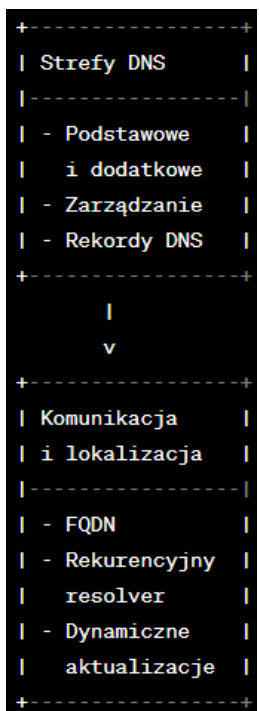 +-----------------+
| Strefy DNS      |
|-----------------|
| - Podstawowe    |
|   i dodatkowe   |
| - Zarządzanie   |
| - Rekordy DNS   |
+-----------------+
       |
       v
+-----------------+
| Komunikacja     |
| i lokalizacja   |
|-----------------|
| - FQDN          |
| - Rekurencyjny  |
|   resolver      |
| - Dynamiczne    |
|   aktualizacje  |
+-----------------+